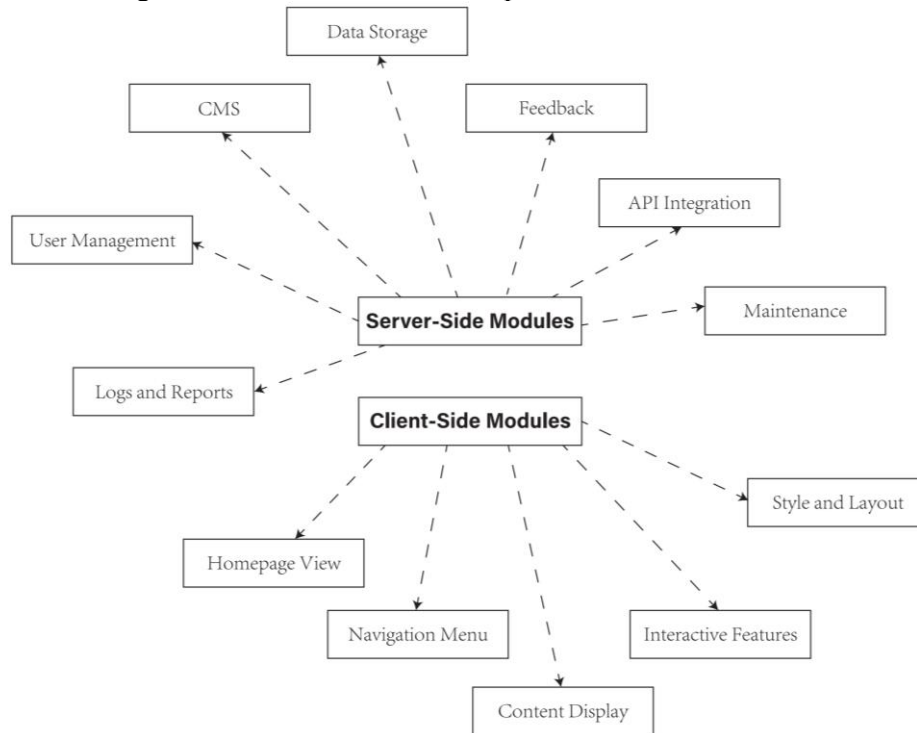 Data Storage
CMS
Feedback
API Integration
User Management
Maintenance
Server-Side Modules
Logs and Reports
Client-Side Modules
Style and Layout
Homepage View
Navigation Menu
Interactive Features
Content Display